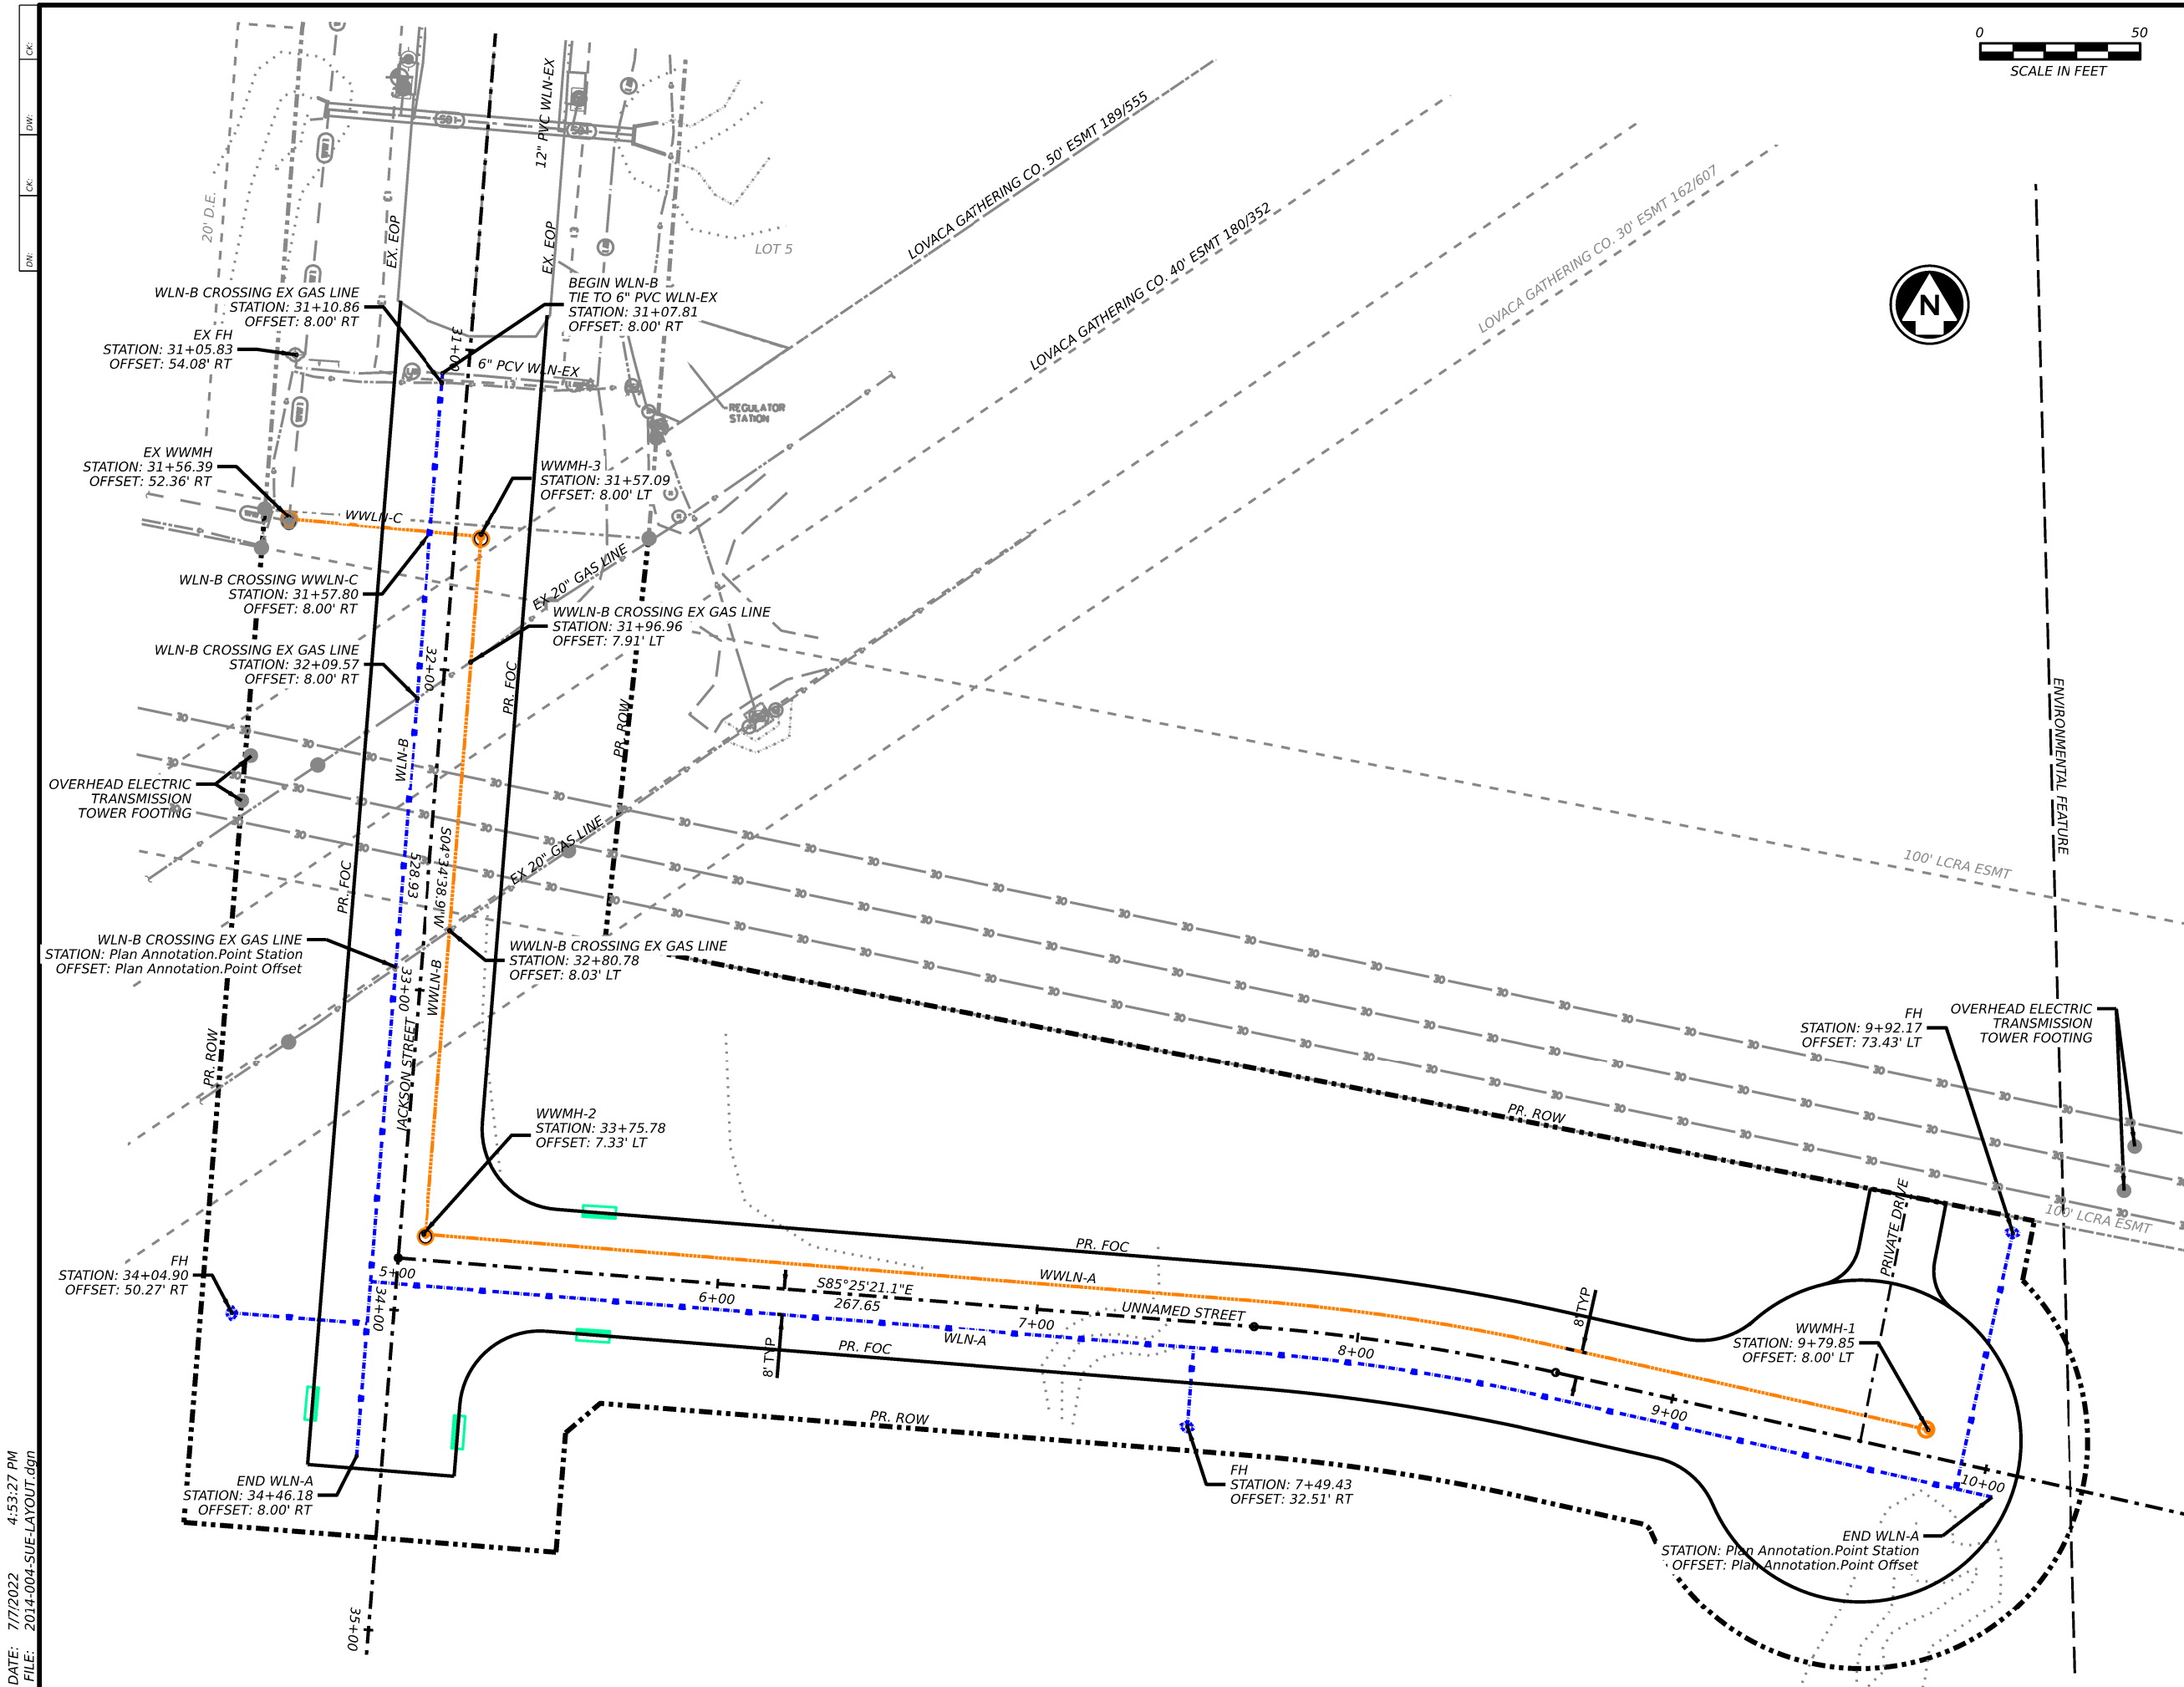 CK:
DW:
CK:
DN:
DATE: 7/7/2022 4:53:27 PM
FILE: 2014-004-SUE-LAYOUT.dgn
0 50
SCALE IN FEET
N
20' D.E.
EX. EOP
EX. EOP
12" PVC WLN-EX
LOT 5
LOVACA GATHERING CO. 50' ESMT 189/555
LOVACA GATHERING CO. 40' ESMT 180/352
LOVACA GATHERING CO. 30' ESMT 162/607
WLN-B CROSSING EX GAS LINE
STATION: 31+10.86
OFFSET: 8.00' RT
BEGIN WLN-B
TIE TO 6" PVC WLN-EX
STATION: 31+07.81
OFFSET: 8.00' RT
EX FH
STATION: 31+05.83
OFFSET: 54.08' RT
31+00
6" PCV WLN-EX
REGULATOR
STATION
EX WWMH
STATION: 31+56.39
OFFSET: 52.36' RT
WWMH-3
STATION: 31+57.09
OFFSET: 8.00' LT
WWLN-C
EX 20" GAS LINE
WLN-B CROSSING WWLN-C
STATION: 31+57.80
OFFSET: 8.00' RT
WWLN-B CROSSING EX GAS LINE
STATION: 31+96.96
OFFSET: 7.91' LT
WLN-B CROSSING EX GAS LINE
STATION: 32+09.57
OFFSET: 8.00' RT
32+00
PR. FOC
PR. ROW
WLN-B
OVERHEAD ELECTRIC
TRANSMISSION
TOWER FOOTING
ENVIRONMENTAL FEATURE
528.93
S04°34'38.9"W
EX 20" GAS LINE
PR. FOC
100' LCRA ESMT
WLN-B CROSSING EX GAS LINE
STATION: Plan Annotation.Point Station
OFFSET: Plan Annotation.Point Offset
WWLN-B CROSSING EX GAS LINE
STATION: 32+80.78
OFFSET: 8.03' LT
33+00
WWLN-B
JACKSON STREET
PR. ROW
FH
STATION: 9+92.17
OFFSET: 73.43' LT
OVERHEAD ELECTRIC
TRANSMISSION
TOWER FOOTING
WWMH-2
STATION: 33+75.78
OFFSET: 7.33' LT
PR. ROW
100' LCRA ESMT
PRIVATE DRIVE
PR. FOC
FH
STATION: 34+04.90
OFFSET: 50.27' RT
5+00
34+00
6+00
S85°25'21.1"E
267.65
WWLN-A
UNNAMED STREET
7+00
WLN-A
8' TYP
PR. FOC
8+00
8' TYP
WWMH-1
STATION: 9+79.85
OFFSET: 8.00' LT
9+00
10+00
PR. ROW
END WLN-A
STATION: 34+46.18
OFFSET: 8.00' RT
FH
STATION: 7+49.43
OFFSET: 32.51' RT
END WLN-A
STATION: Plan Annotation.Point Station
OFFSET: Plan Annotation.Point Offset
35+00